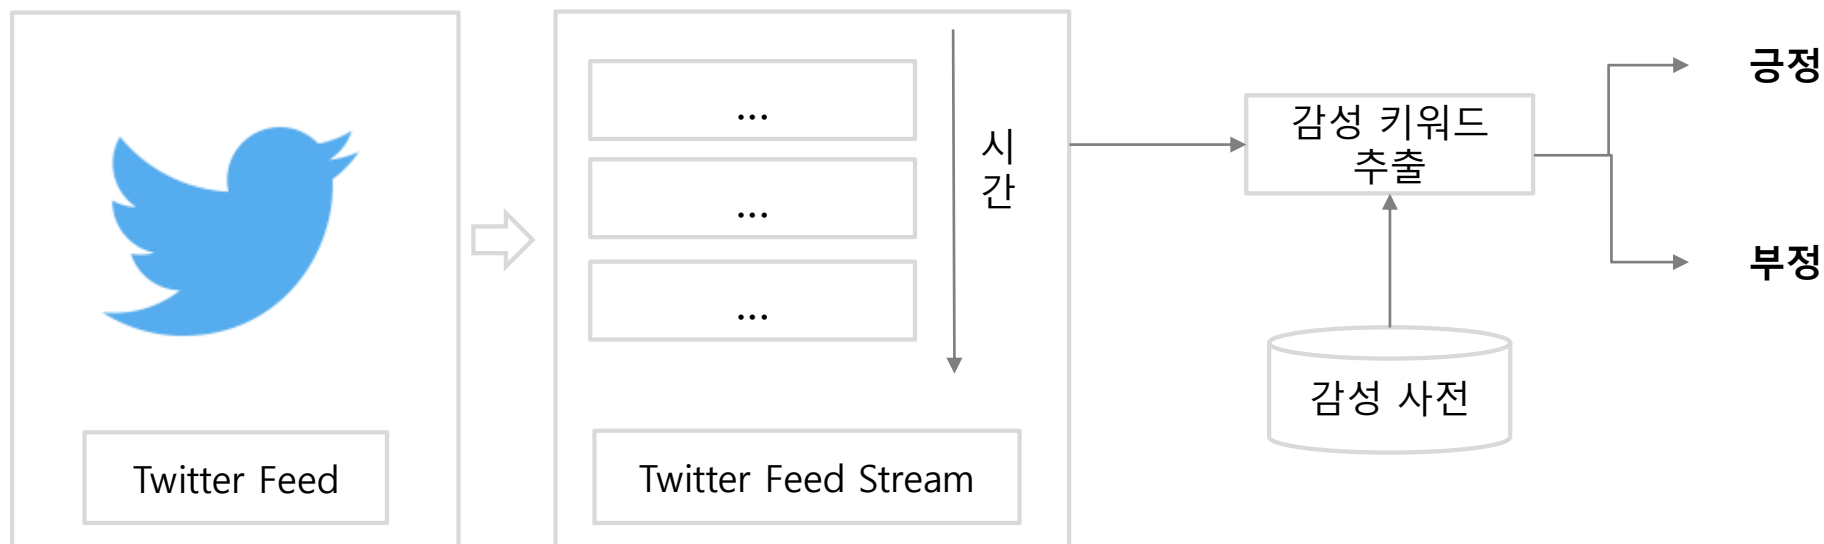 ...
...
...
시
간
Twitter Feed
Twitter Feed Stream
감성 키워드
추출
감성 사전
긍정
부정